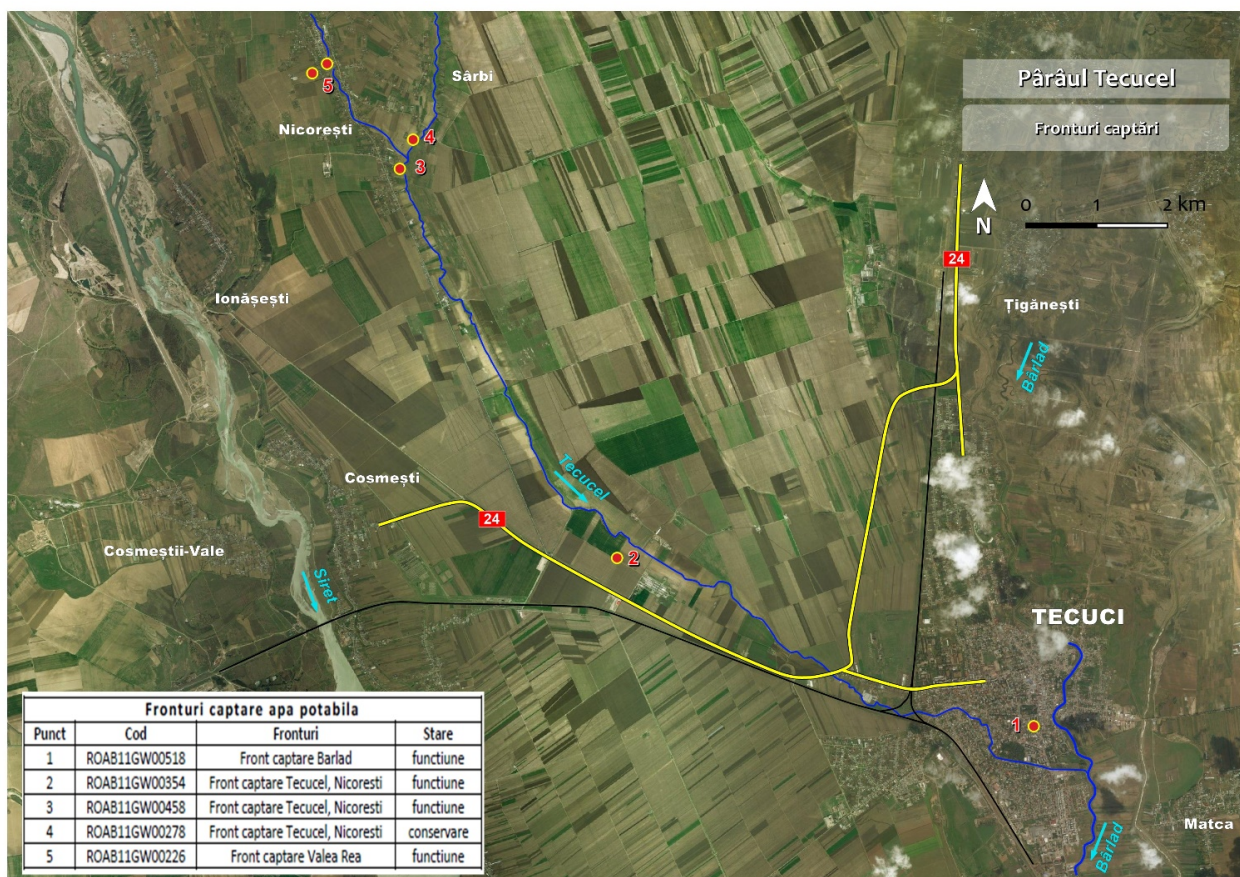 Pârâul Tecucel
Fronturi captări
Sârbi
5
Nicorești
4
3
0 1 2 km
N
24
Ionășești
Țigănești
Bârlad
Cosmești
Tecucel
24
Cosmeștii-Vale
2
Siret
TECUCI
1
Matca
Bârlad
Fronturi captare apa potabila
Punct Cod Fronturi Stare
1 ROAB11GW00518 Front captare Barlad functiune
2 ROAB11GW00354 Front captare Tecucel, Nicoresti functiune
3 ROAB11GW00458 Front captare Tecucel, Nicoresti functiune
4 ROAB11GW00278 Front captare Tecucel, Nicoresti conservare
5 ROAB11GW00226 Front captare Valea Rea functiune